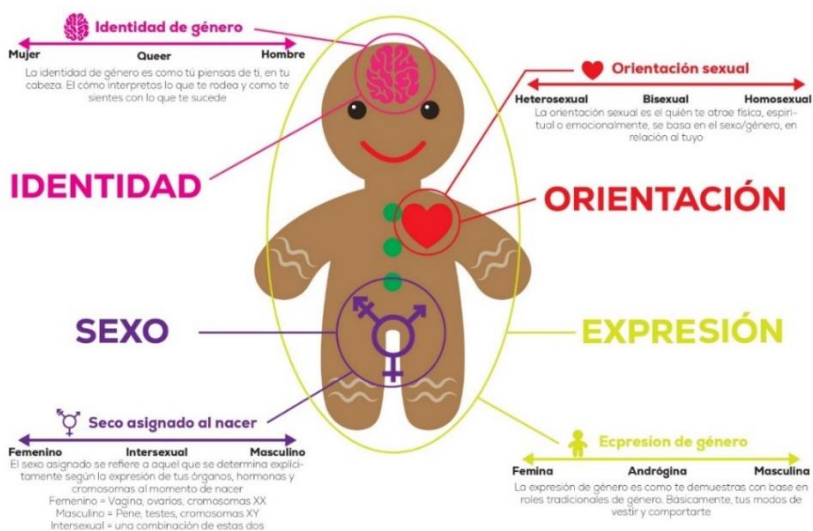 Identidad de género
Mujer Queer Hombre
La identidad de género es como tú piensas de ti, en tu
cabeza. El cómo interpretas lo que te rodea y como te
sientes con lo que te sucede
Orientación sexual
Heterosexual Bisexual Homosexual
La orientación sexual es el quién te atrae física, espiri-
tual o emocionalmente, se basa en el sexo/género, en
relación al tuyo
IDENTIDAD
ORIENTACIÓN
SEXO
EXPRESIÓN
Seco asignado al nacer
Femenino Intersexual Masculino
El sexo asignado se refiere a aquel que se determina explíci-
tamente según la expresión de tus órganos, hormonas y
cromosomas al momento de nacer
Femenino = Vagina, ovarios, cromosomas XX
Masculino = Pene, testes, cromosomas XY
Intersexual = una combinación de estas dos
Ecpresion de género
Femina Andrógina Masculina
La expresión de género es como te demuestras con base en
roles tradicionales de género. Básicamente, tus modos de
vestir y comportarte